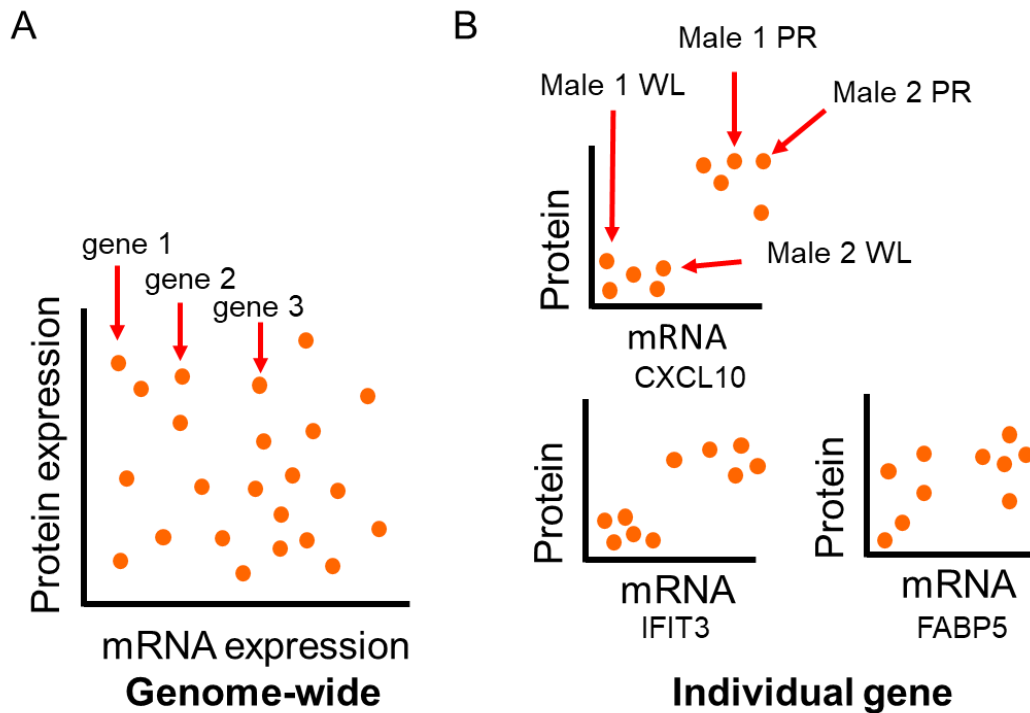 A
gene 1
gene 2
gene 3
Protein expression
mRNA expression
Genome-wide
B
Male 1 PR
Male 1 WL
Male 2 PR
Male 2 WL
Protein
mRNA
CXCL10
Protein
mRNA
IFIT3
Protein
mRNA
FABP5
Individual gene